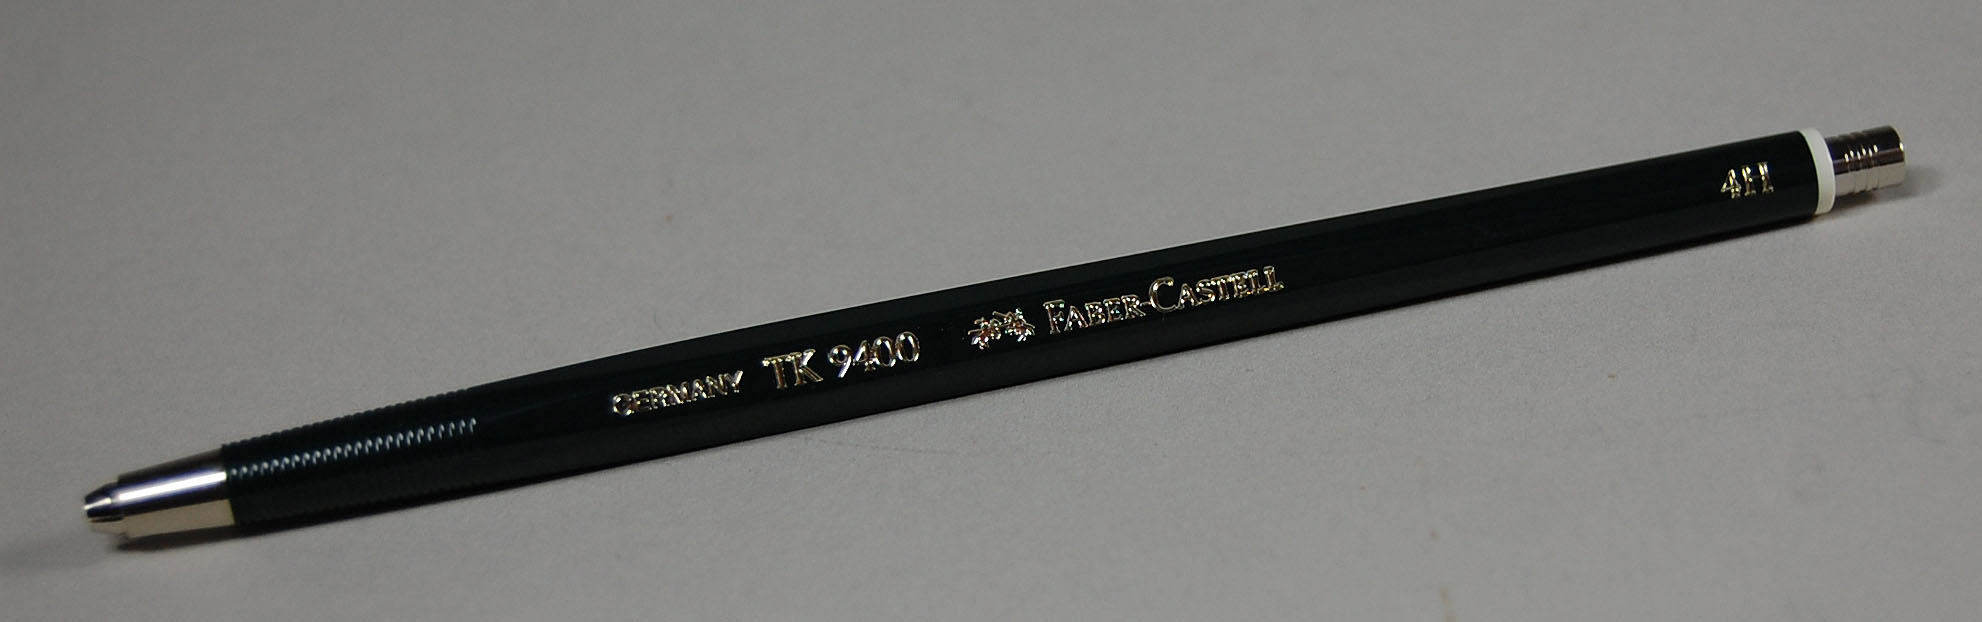 GERMANY TK 9400 FABER-CASTELL 4H